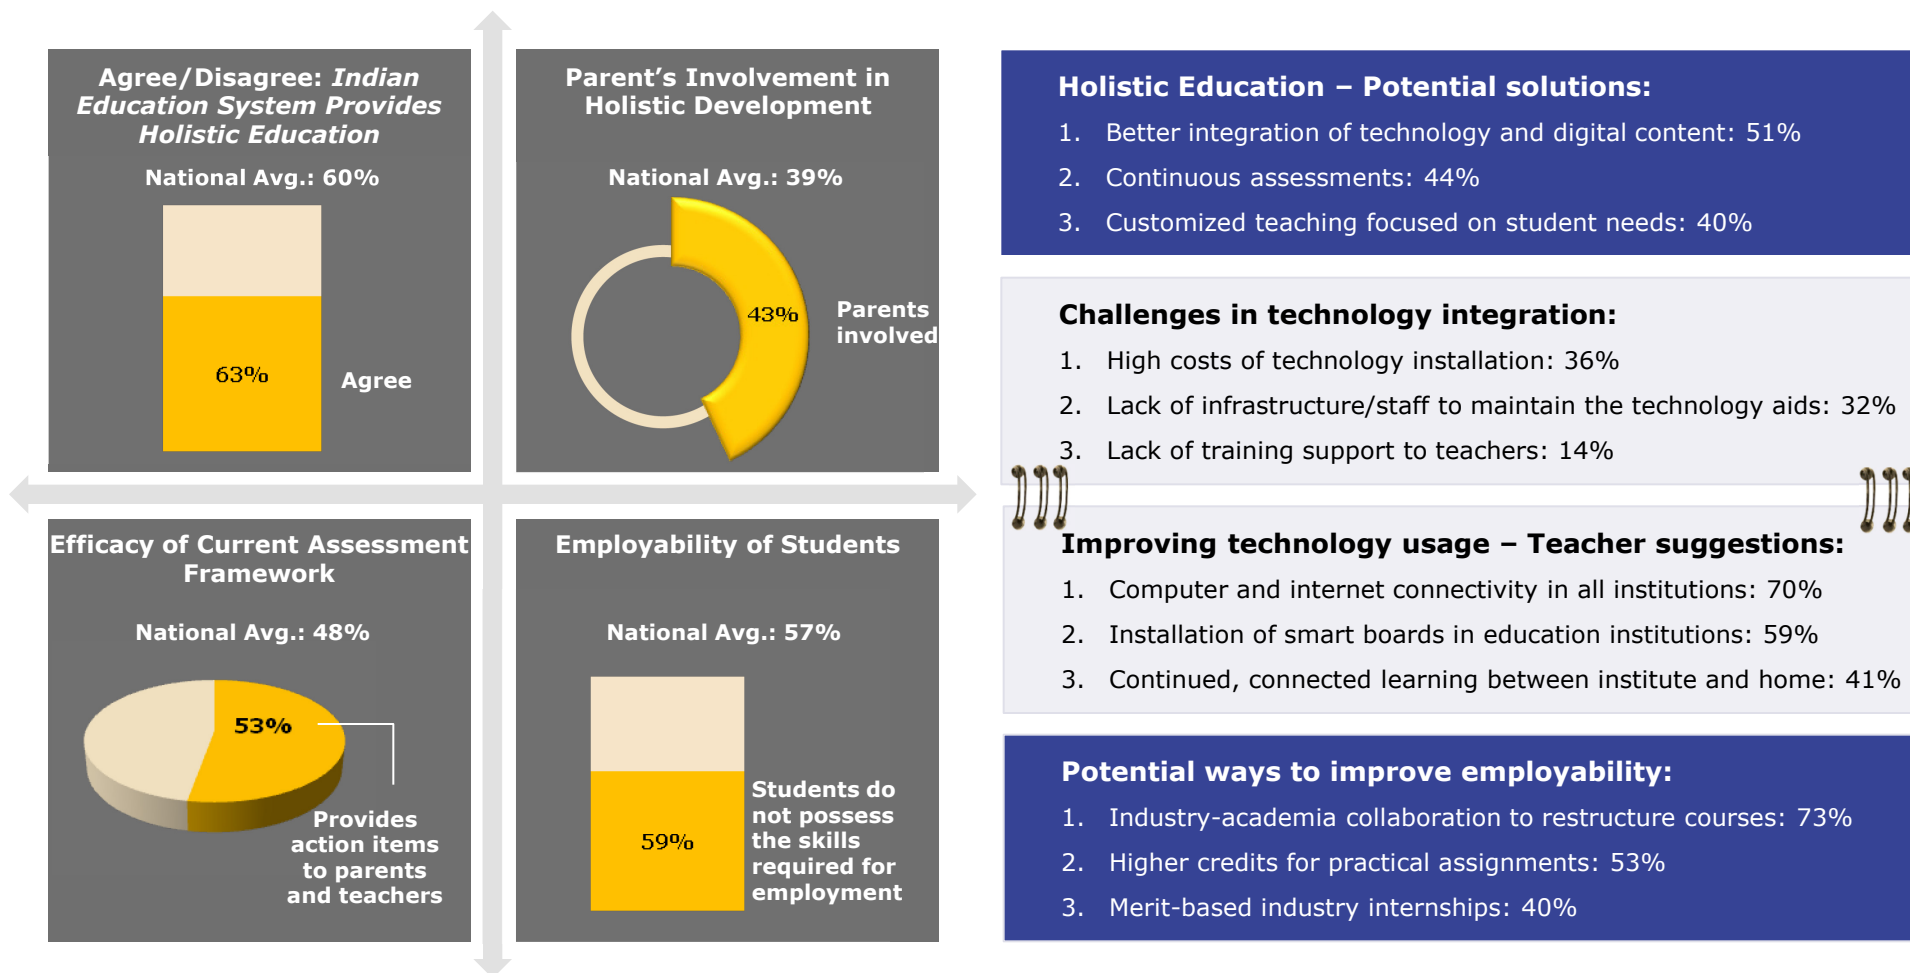 Agree/Disagree: Indian
Education System Provides
Holistic Education
National Avg.: 60%
63%
Agree
Parent's Involvement in
Holistic Development
National Avg.: 39%
43%
Parents
involved
Efficacy of Current Assessment
Framework
National Avg.: 48%
53%
Provides
action items
to parents
and teachers
Employability of Students
National Avg.: 57%
59%
Students do
not possess
the skills
required for
employment
Holistic Education – Potential solutions:
1. Better integration of technology and digital content: 51%
2. Continuous assessments: 44%
3. Customized teaching focused on student needs: 40%
Challenges in technology integration:
1. High costs of technology installation: 36%
2. Lack of infrastructure/staff to maintain the technology aids: 32%
3. Lack of training support to teachers: 14%
Improving technology usage – Teacher suggestions:
1. Computer and internet connectivity in all institutions: 70%
2. Installation of smart boards in education institutions: 59%
3. Continued, connected learning between institute and home: 41%
Potential ways to improve employability:
1. Industry-academia collaboration to restructure courses: 73%
2. Higher credits for practical assignments: 53%
3. Merit-based industry internships: 40%